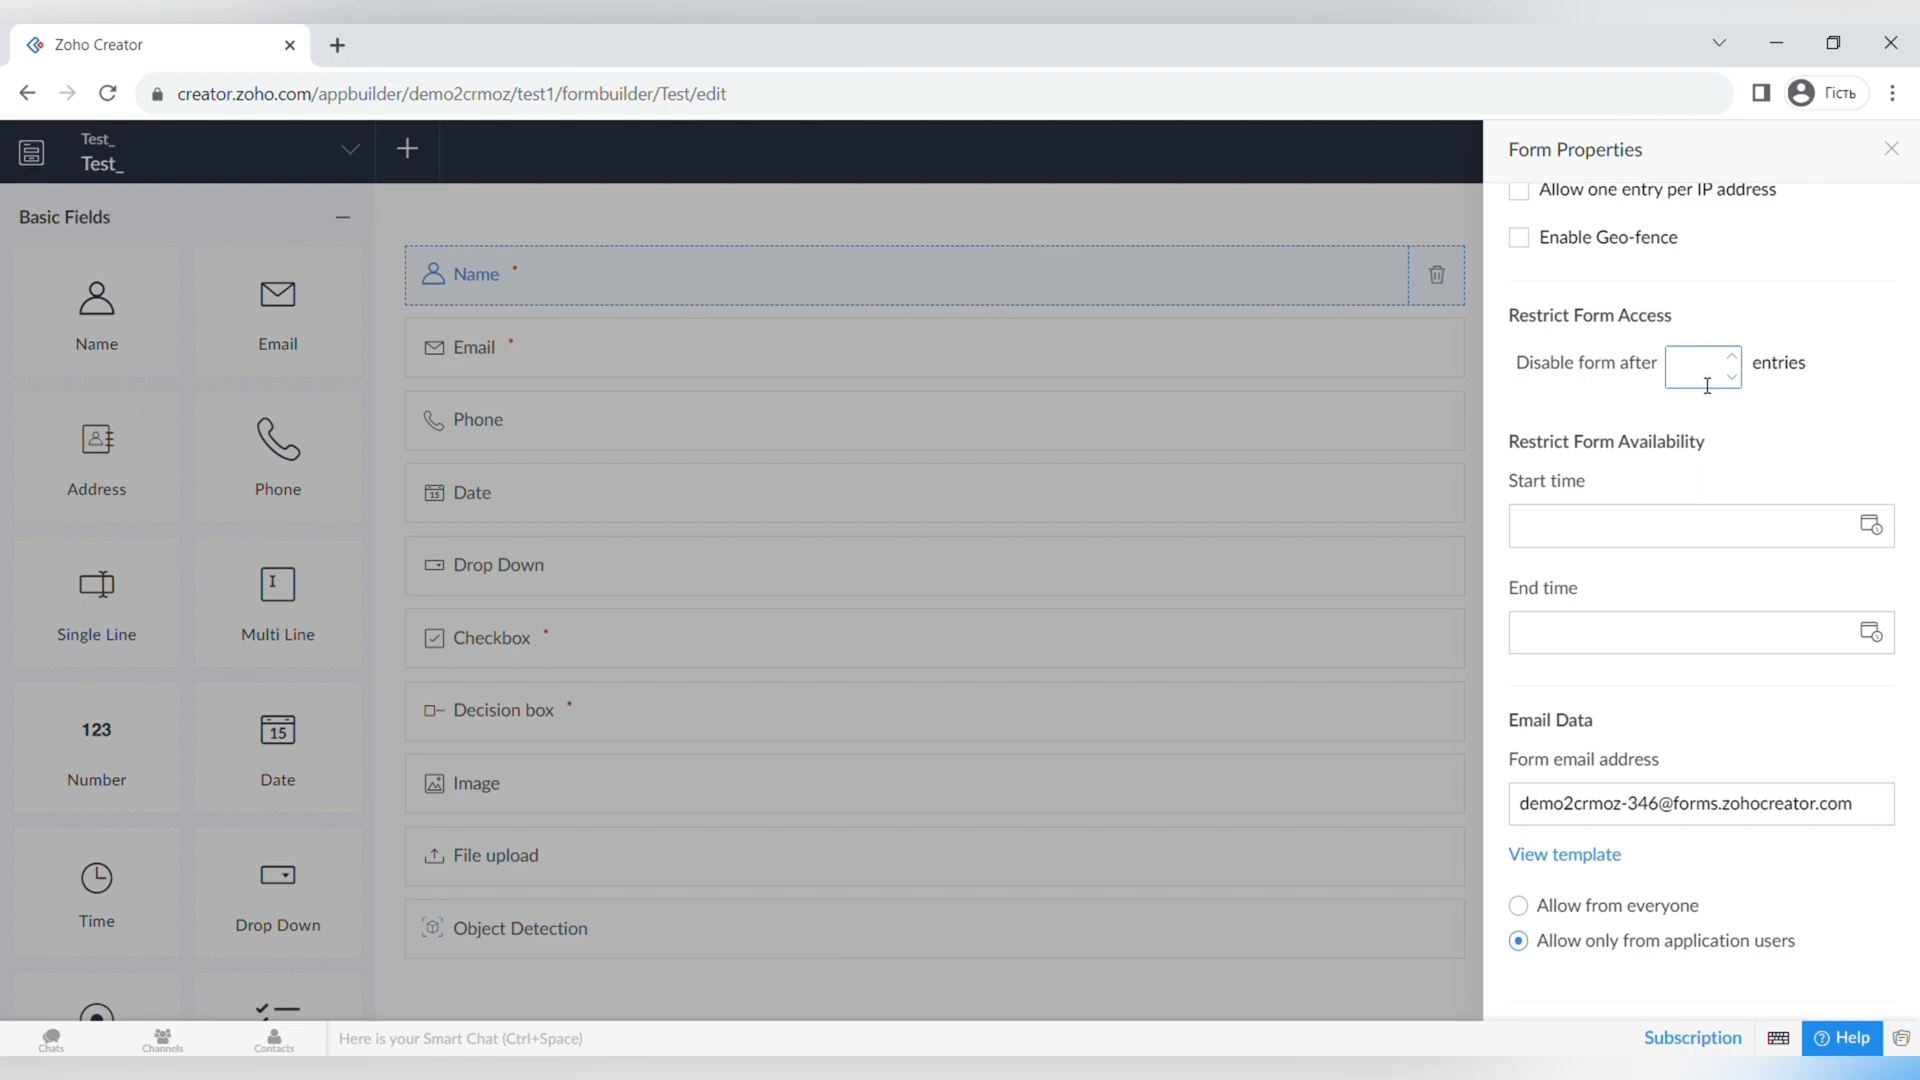 Zoho Creator
creator.zoho.com/appbuilder/demo2crmoz/test1/formbuilder/Test/edit
Гість
Test_
Test_
Form Properties
Basic Fields
Name
Email
Address
Phone
Single Line
Multi Line
123
Number
15
Date
Time
Drop Down
Name *
Email *
Phone
15 Date
Drop Down
Checkbox *
Decision box *
Image
File upload
Object Detection
Allow one entry per IP address
Enable Geo-fence
Restrict Form Access
Disable form after entries
Restrict Form Availability
Start time
End time
Email Data
Form email address
demo2crmoz-346@forms.zohocreator.com
View template
Allow from everyone
Allow only from application users
Chats
Channels
Contacts
Here is your Smart Chat (Ctrl+Space)
Subscription
Help